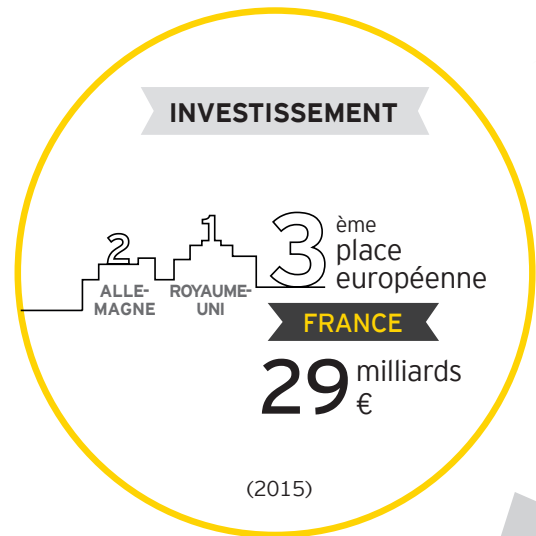 INVESTISSEMENT
2
ALLE-
MAGNE
1
ROYAUME-
UNI
3 ème
place
européenne
FRANCE
29 milliards
€
(2015)